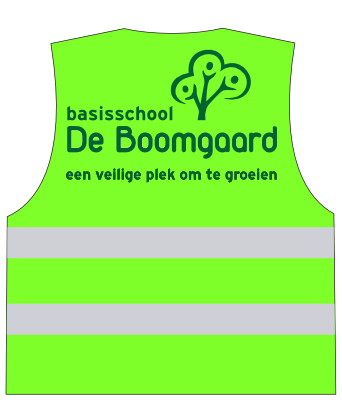 basisschool
De Boomgaard
een veilige plek om te groeien